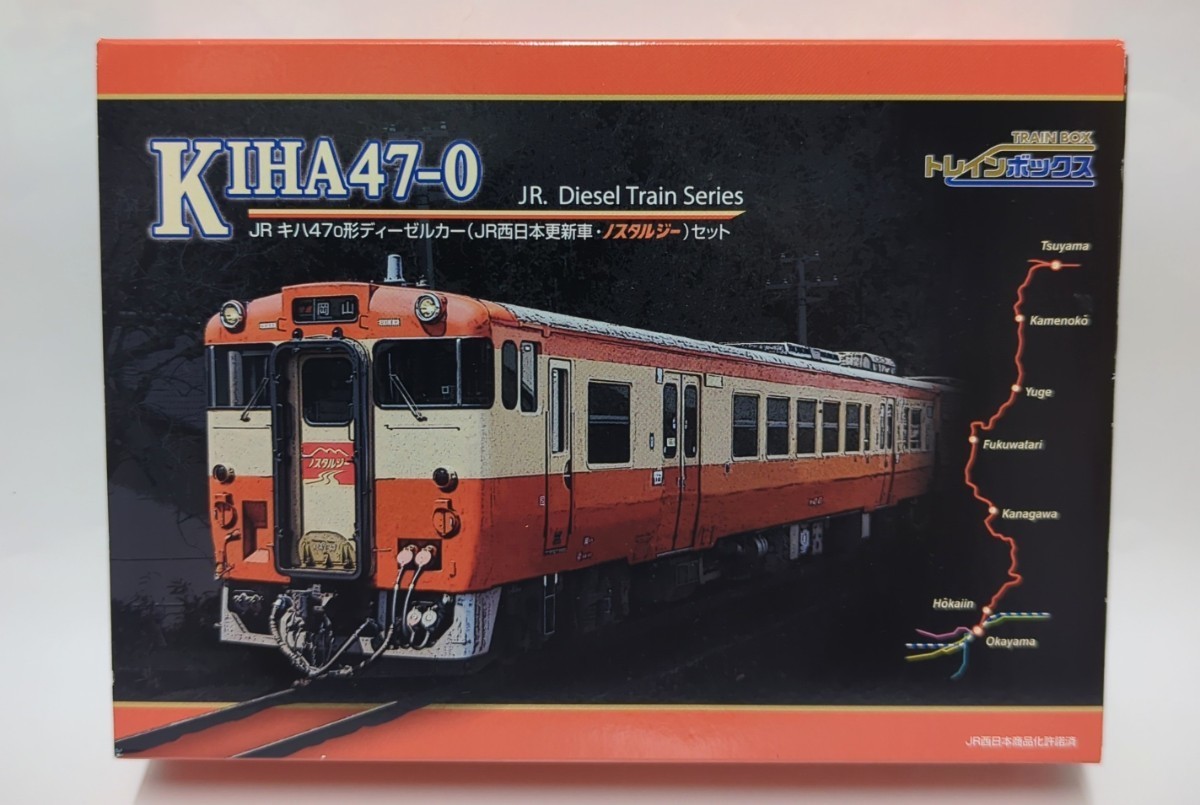 KIHA47-0
JR. Diesel Train Series
JR キハ470形ディーゼルカー(JR西日本更新車・ノスタルジー)セット
TRAIN BOX
トレインボックス
岡山
ノスタルジー
Tsuyama
Kamenokō
Yuge
Fukuwatari
Kanagawa
Hōkaiin
Okayama
JR西日本商品化許諾済